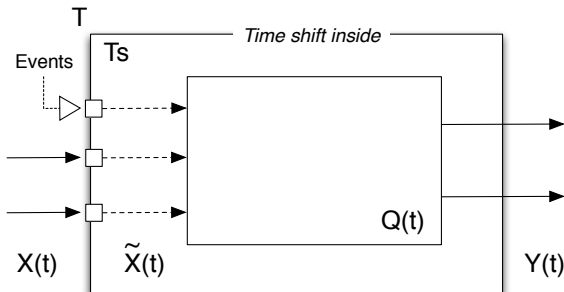 T
Time shift inside
Ts
Events
Q(t)
X(t)
X̃(t)
Y(t)